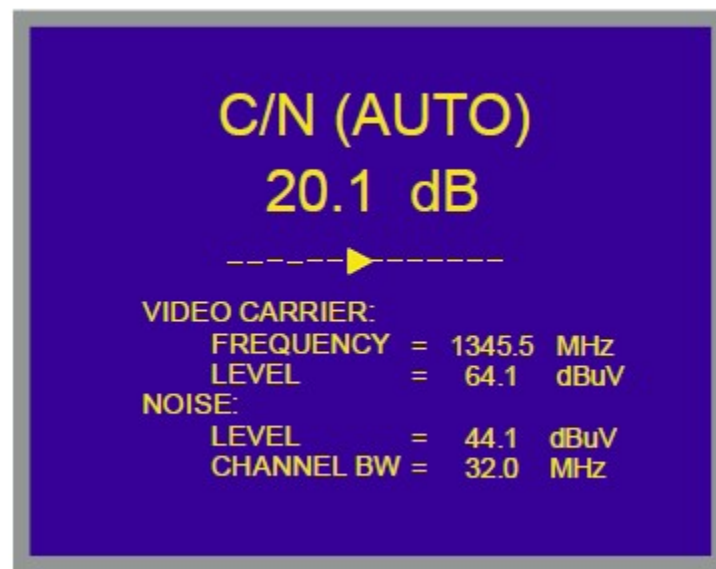 C/N (AUTO)
20.1 dB
VIDEO CARRIER:
FREQUENCY = 1345.5 MHz
LEVEL = 64.1 dBuV
NOISE:
LEVEL = 44.1 dBuV
CHANNEL BW = 32.0 MHz